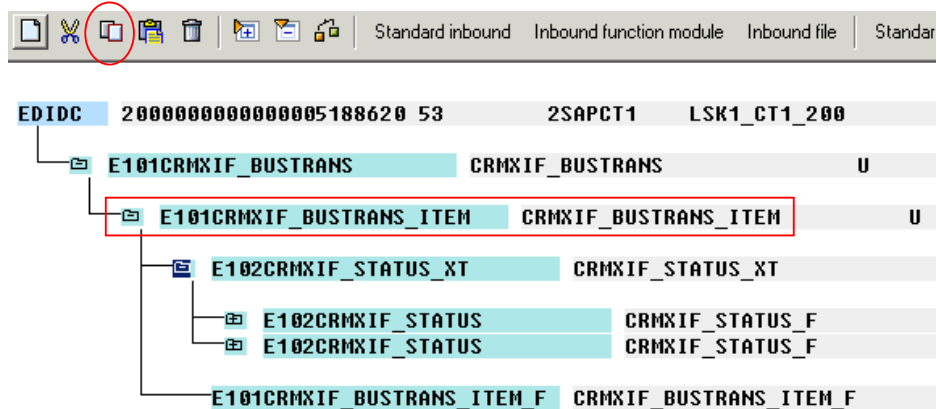 Standard inbound Inbound function module Inbound file Standar
EDIDC 2000000000000005188620 53 2SAPCT1 LSK1_CT1_200
E101CRMXIF_BUSTRANS CRMXIF_BUSTRANS U
E101CRMXIF_BUSTRANS_ITEM CRMXIF_BUSTRANS_ITEM U
E102CRMXIF_STATUS_XT CRMXIF_STATUS_XT
E102CRMXIF_STATUS CRMXIF_STATUS_F
E102CRMXIF_STATUS CRMXIF_STATUS_F
E101CRMXIF_BUSTRANS_ITEM_F CRMXIF_BUSTRANS_ITEM_F